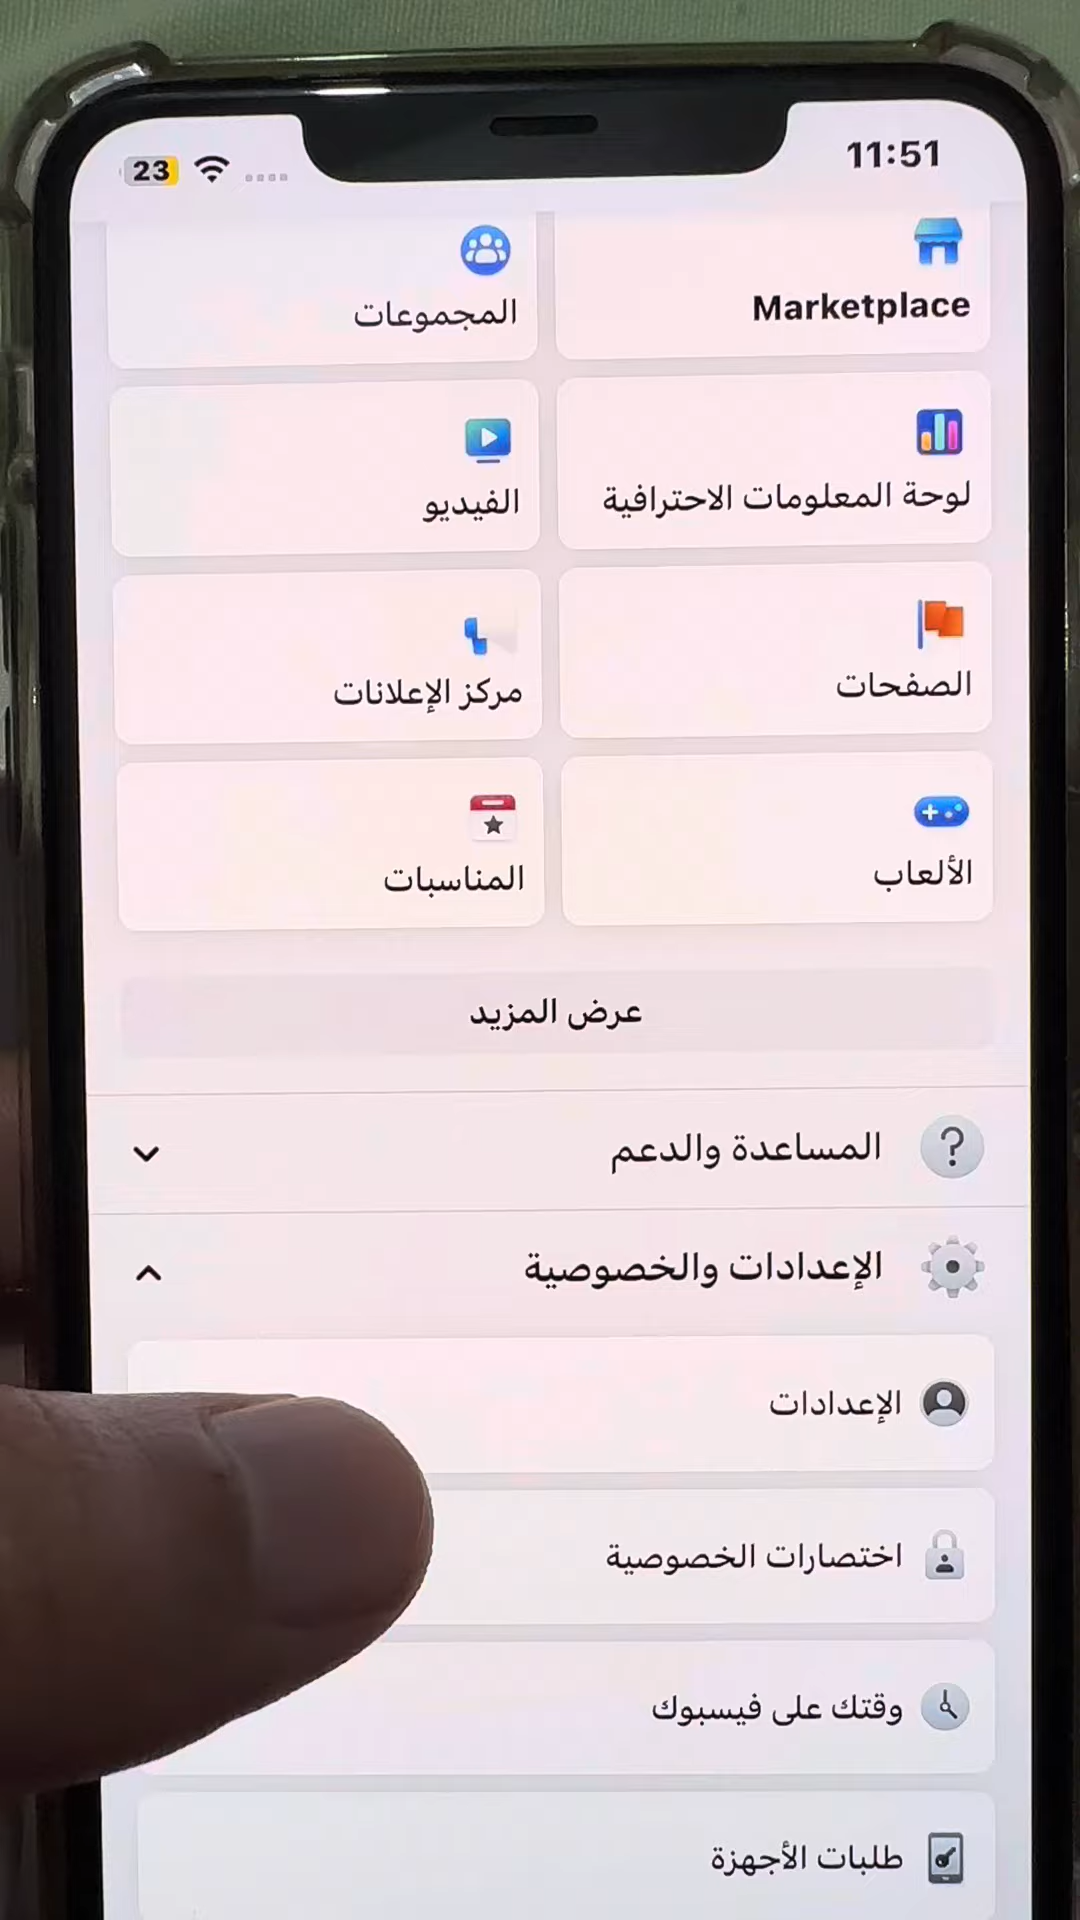 11:51
23
Marketplace
المجموعات
لوحة المعلومات الاحترافية
الفيديو
الصفحات
مركز الإعلانات
الألعاب
المناسبات
عرض المزيد
المساعدة والدعم
الإعدادات والخصوصية
الإعدادات
اختصارات الخصوصية
وقتك على فيسبوك
طلبات الأجهزة